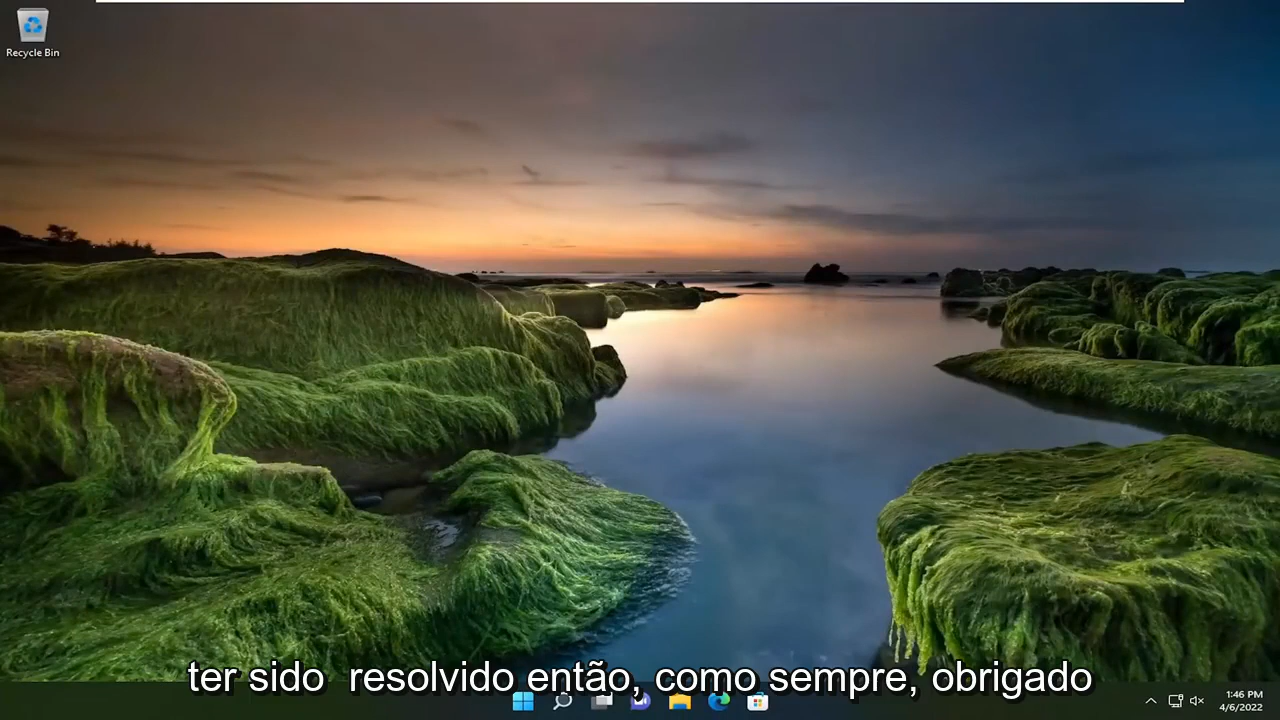 Recycle Bin
ter sido  resolvido então, como sempre, obrigado
1:46 PM
4/6/2022